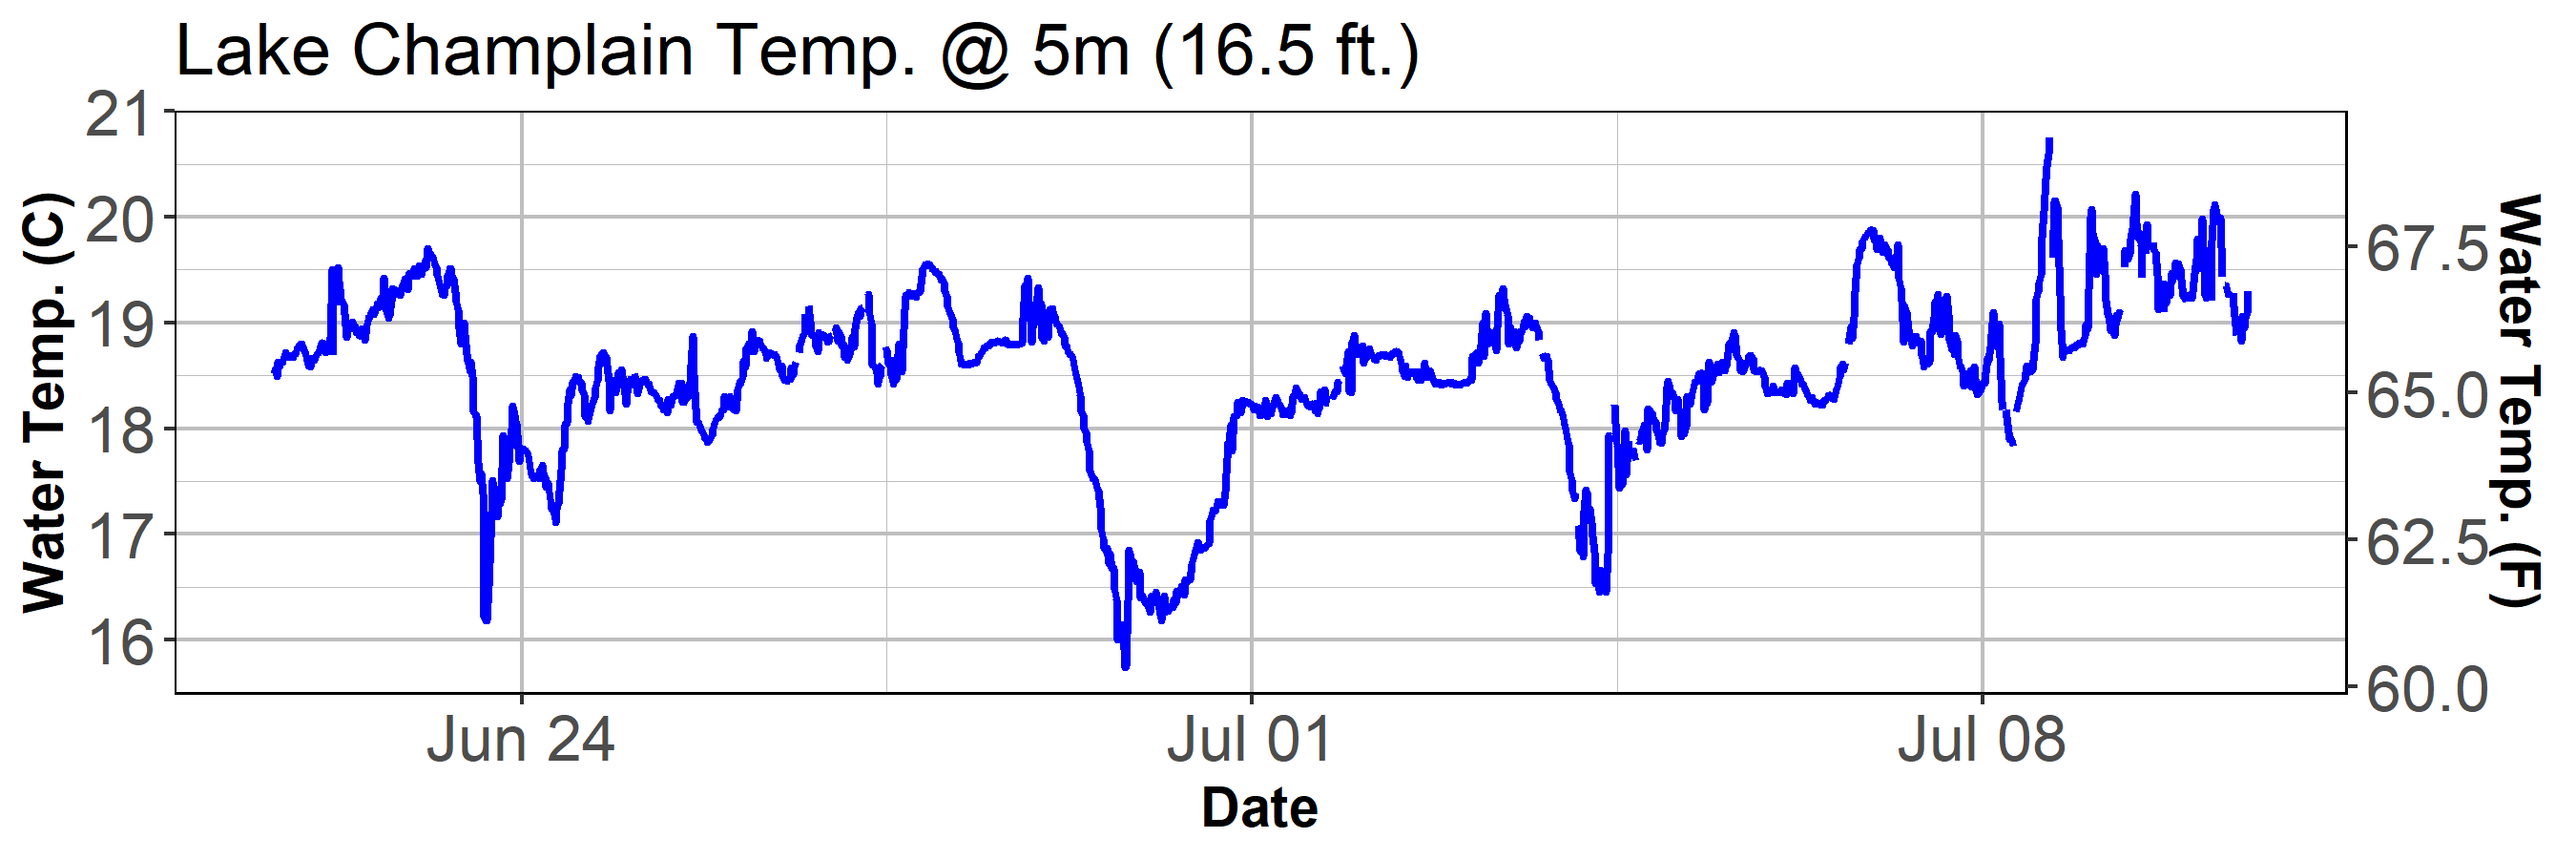 Lake Champlain Temp. @ 5m (16.5 ft.)
Water Temp. (C)
21
20
19
18
17
16
67.5
65.0
62.5
60.0
Water Temp. (F)
Jun 24
Jul 01
Jul 08
Date